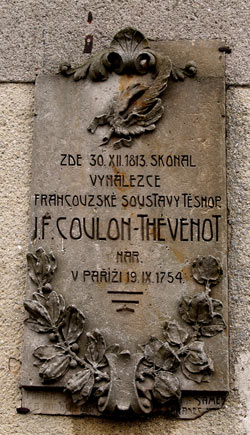 ZDE 30. XII. 1813. SKONAL
VYNÁLEZCE
FRANCOUZSKÉ SOUSTAVY TĚSNOP.
J. F. COULON-THÉVENOT
NAR.
V PAŘÍŽI 19. IX. 1754.